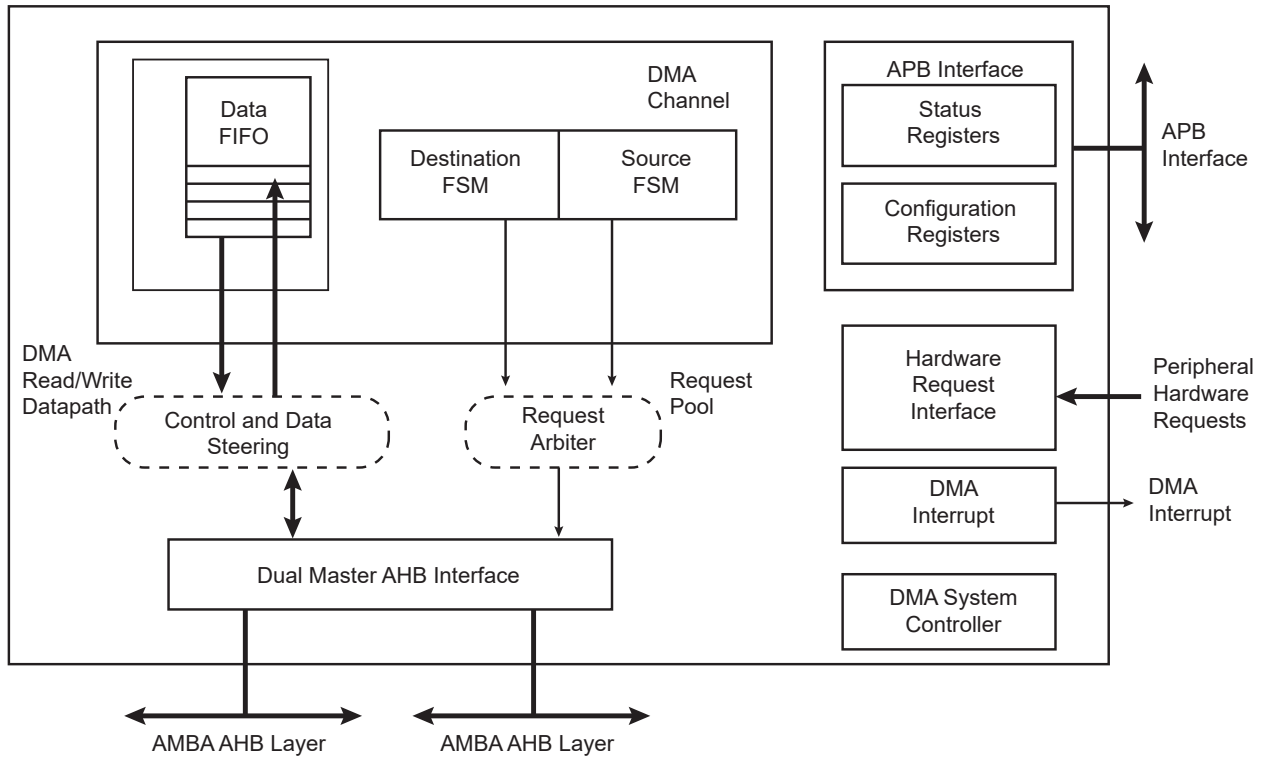 DMA
Channel
Data
FIFO
Destination
FSM
Source
FSM
APB Interface
Status
Registers
Configuration
Registers
APB
Interface
DMA
Read/Write
Datapath
Control and Data
Steering
Request
Arbiter
Request
Pool
Hardware
Request
Interface
Peripheral
Hardware
Requests
DMA
Interrupt
DMA
Interrupt
Dual Master AHB Interface
DMA System
Controller
AMBA AHB Layer
AMBA AHB Layer